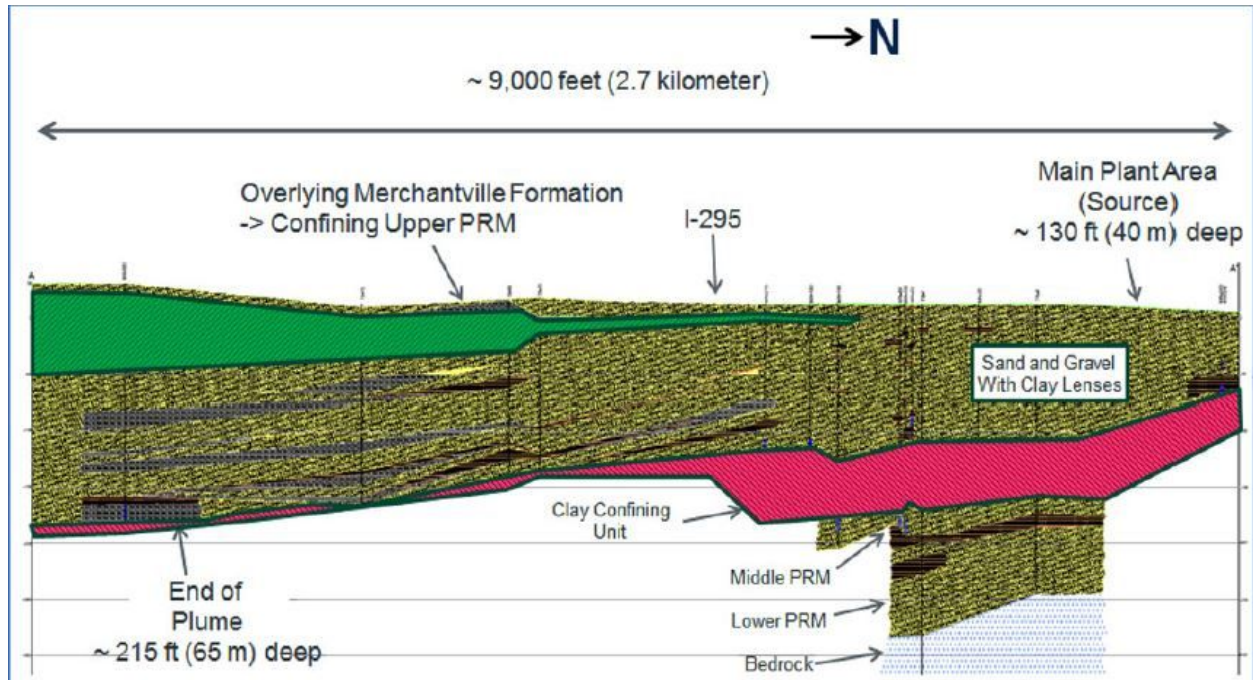 → N
~ 9,000 feet (2.7 kilometer)
Overlying Merchantville Formation
-> Confining Upper PRM
I-295
Main Plant Area
(Source)
~ 130 ft (40 m) deep
A
A'
Sand and Gravel
With Clay Lenses
Clay Confining
Unit
End of
Plume
~ 215 ft (65 m) deep
Middle PRM
Lower PRM
Bedrock